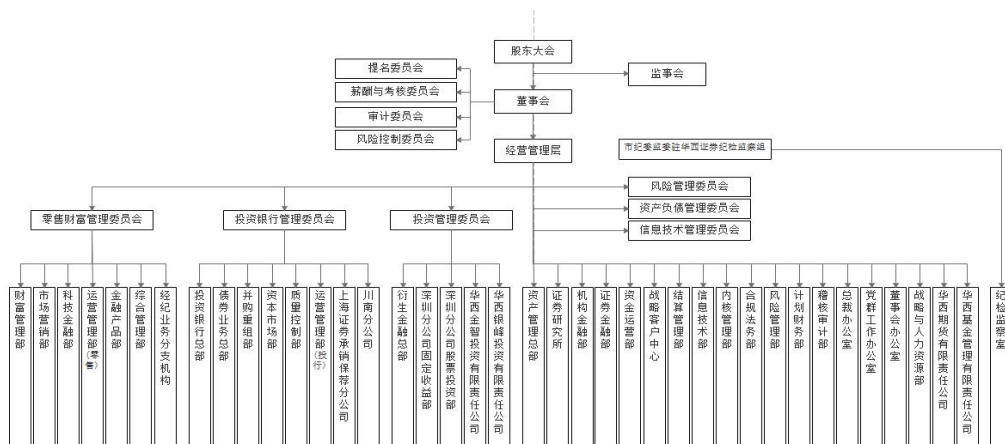 股东大会
监事会
提名委员会
薪酬与考核委员会
董事会
审计委员会
风险控制委员会
经营管理层
市纪委监委驻华西证券纪检监察组
风险管理委员会
零售财富管理委员会
投资银行管理委员会
投资管理委员会
资产负债管理委员会
信息技术管理委员会
财富管理部
市场营销部
科技金融部
运营管理部(零售)
金融产品部
综合管理部
经纪业务分支机构
投资银行总部
债券业务总部
并购重组部
资本市场部
质量控制部
运营管理部(投行)
上海证券承销保荐分公司
川南分公司
衍生金融总部
深圳分公司固定收益部
深圳分公司股票投资部
华西金智投资有限责任公司
华西银峰投资有限责任公司
资产管理总部
证券研究所
机构金融部
证券金融部
资金运营部
战略客户中心
结算管理部
信息技术部
内核管理部
合规法务部
风险管理部
计划财务部
稽核审计部
总裁办公室
党群工作办公室
董事会办公室
战略与人力资源部
华西期货有限责任公司
华西基金管理有限责任公司
纪检监察室